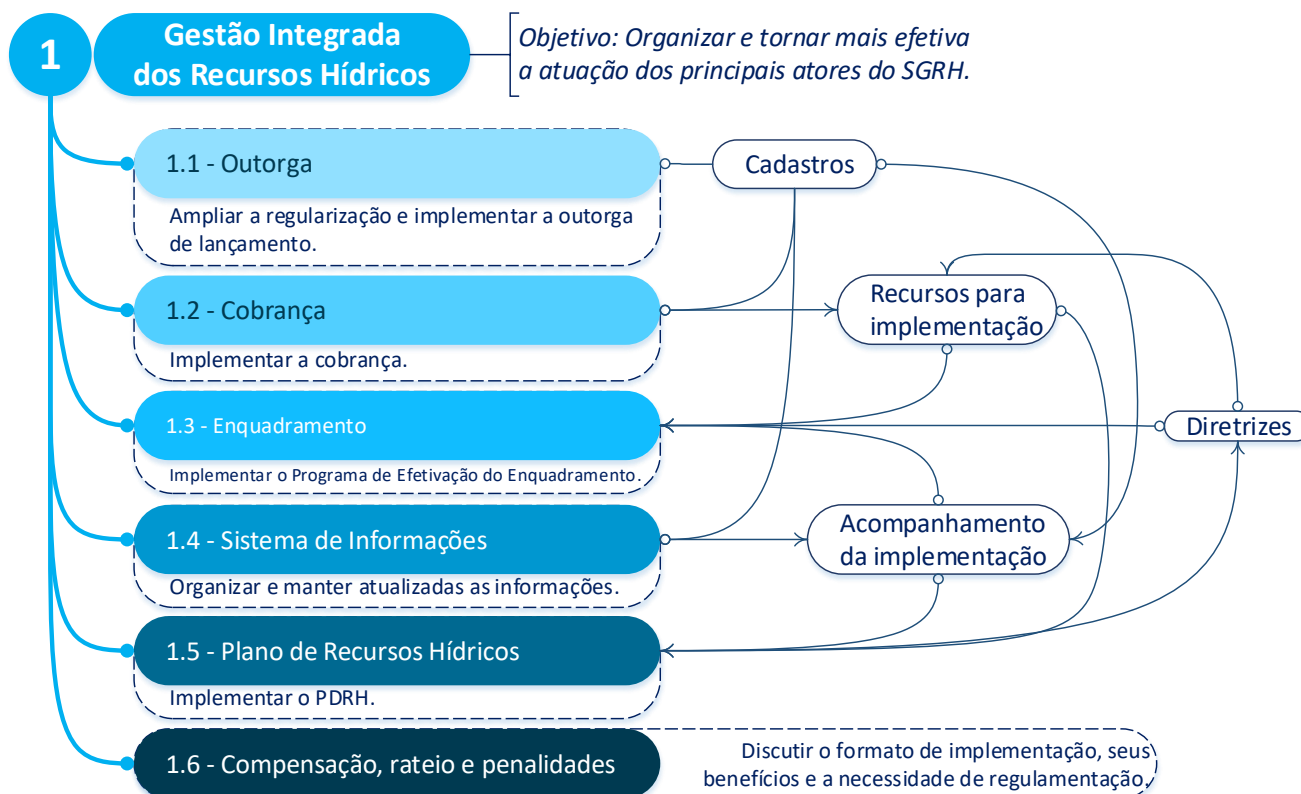 1
Gestão Integrada
dos Recursos Hídricos
Objetivo: Organizar e tornar mais efetiva
a atuação dos principais atores do SGRH.
1.1 - Outorga
Cadastros
Ampliar a regularização e implementar a outorga
de lançamento.
1.2 - Cobrança
Recursos para
implementação
Implementar a cobrança.
1.3 - Enquadramento
Diretrizes
Implementar o Programa de Efetivação do Enquadramento.
1.4 - Sistema de Informações
Acompanhamento
da implementação
Organizar e manter atualizadas as informações.
1.5 - Plano de Recursos Hídricos
Implementar o PDRH.
1.6 - Compensação, rateio e penalidades
Discutir o formato de implementação, seus
benefícios e a necessidade de regulamentação.